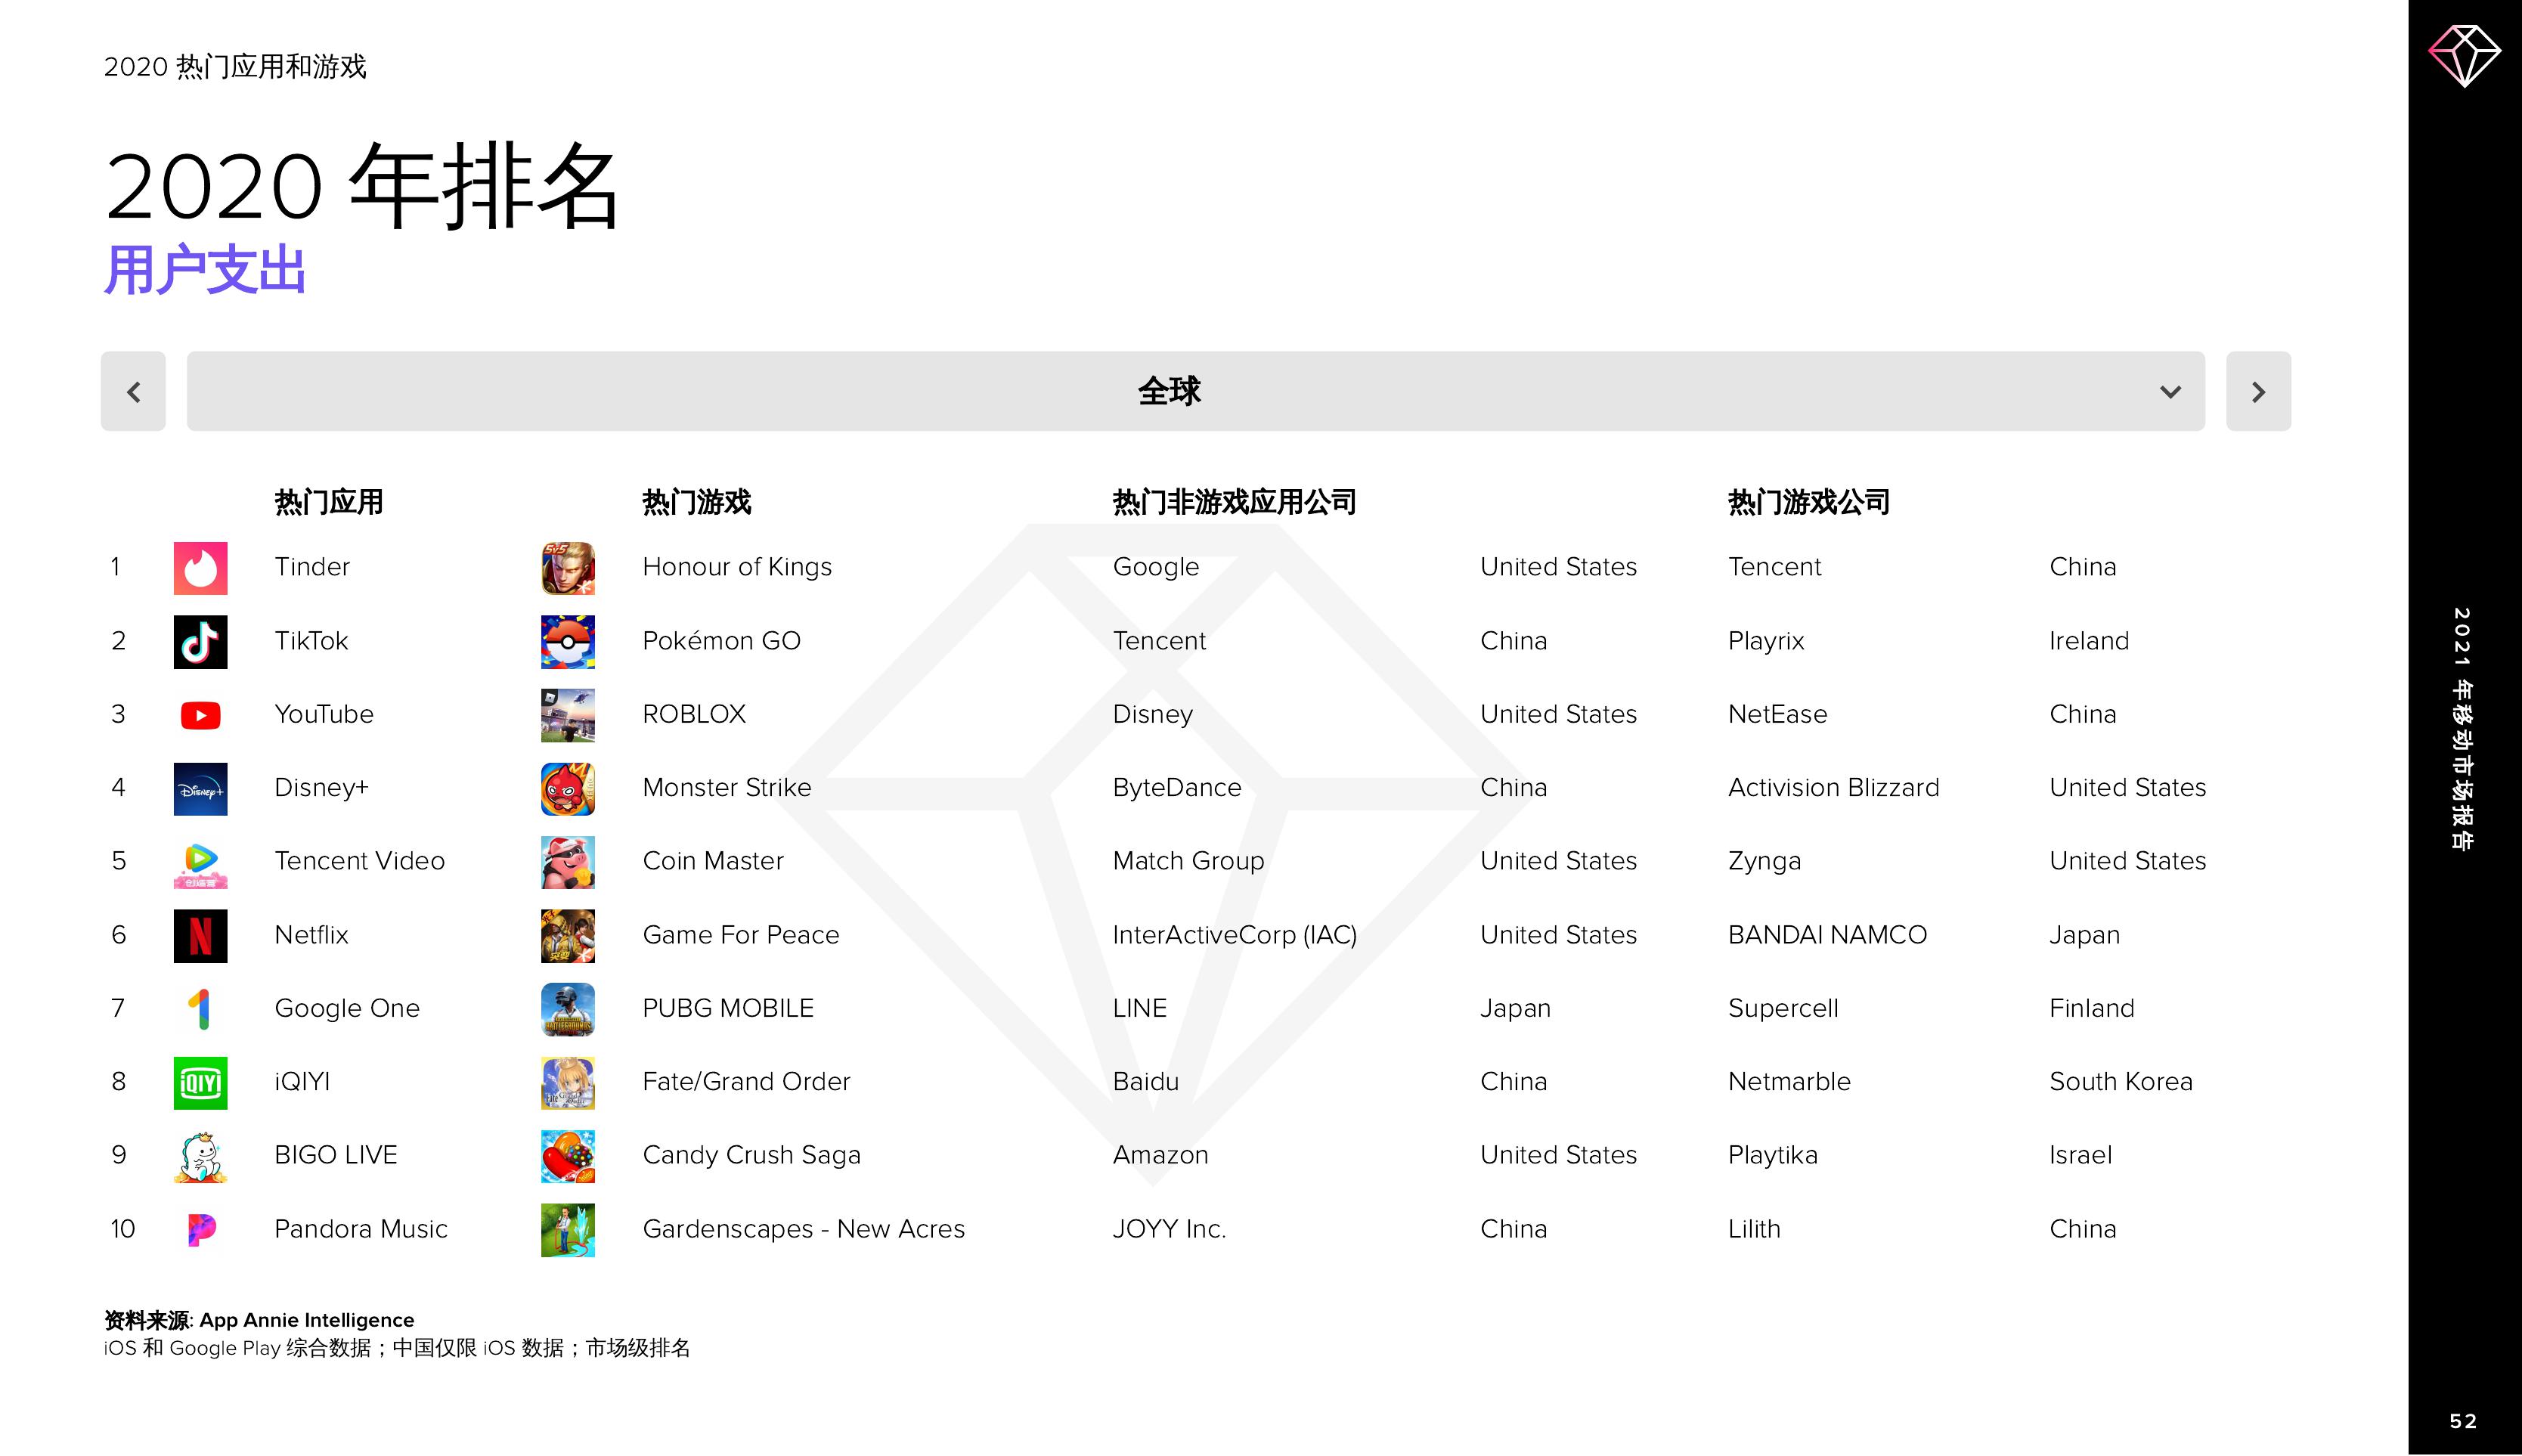 2020 热门应用和游戏
2020 年排名
用户支出
全球
热门应用 热门游戏 热门非游戏应用公司 热门游戏公司
1 Tinder Honour of Kings Google United States Tencent China
2 TikTok Pokémon GO Tencent China Playrix Ireland
3 YouTube ROBLOX Disney United States NetEase China
4 Disney+ Disney+ Monster Strike ByteDance China Activision Blizzard United States
5 Tencent Video Coin Master Match Group United States Zynga United States
6 Netflix Game For Peace InterActiveCorp (IAC) United States BANDAI NAMCO Japan
7 Google One PUBG MOBILE LINE Japan Supercell Finland
8 iQIYI iQIYI Fate/Grand Order Baidu China Netmarble South Korea
9 BIGO LIVE Candy Crush Saga Amazon United States Playtika Israel
10 Pandora Music Gardenscapes - New Acres JOYY Inc. China Lilith China
资料来源: App Annie Intelligence
iOS 和 Google Play 综合数据；中国仅限 iOS 数据；市场级排名
2021 年移动市场报告
52